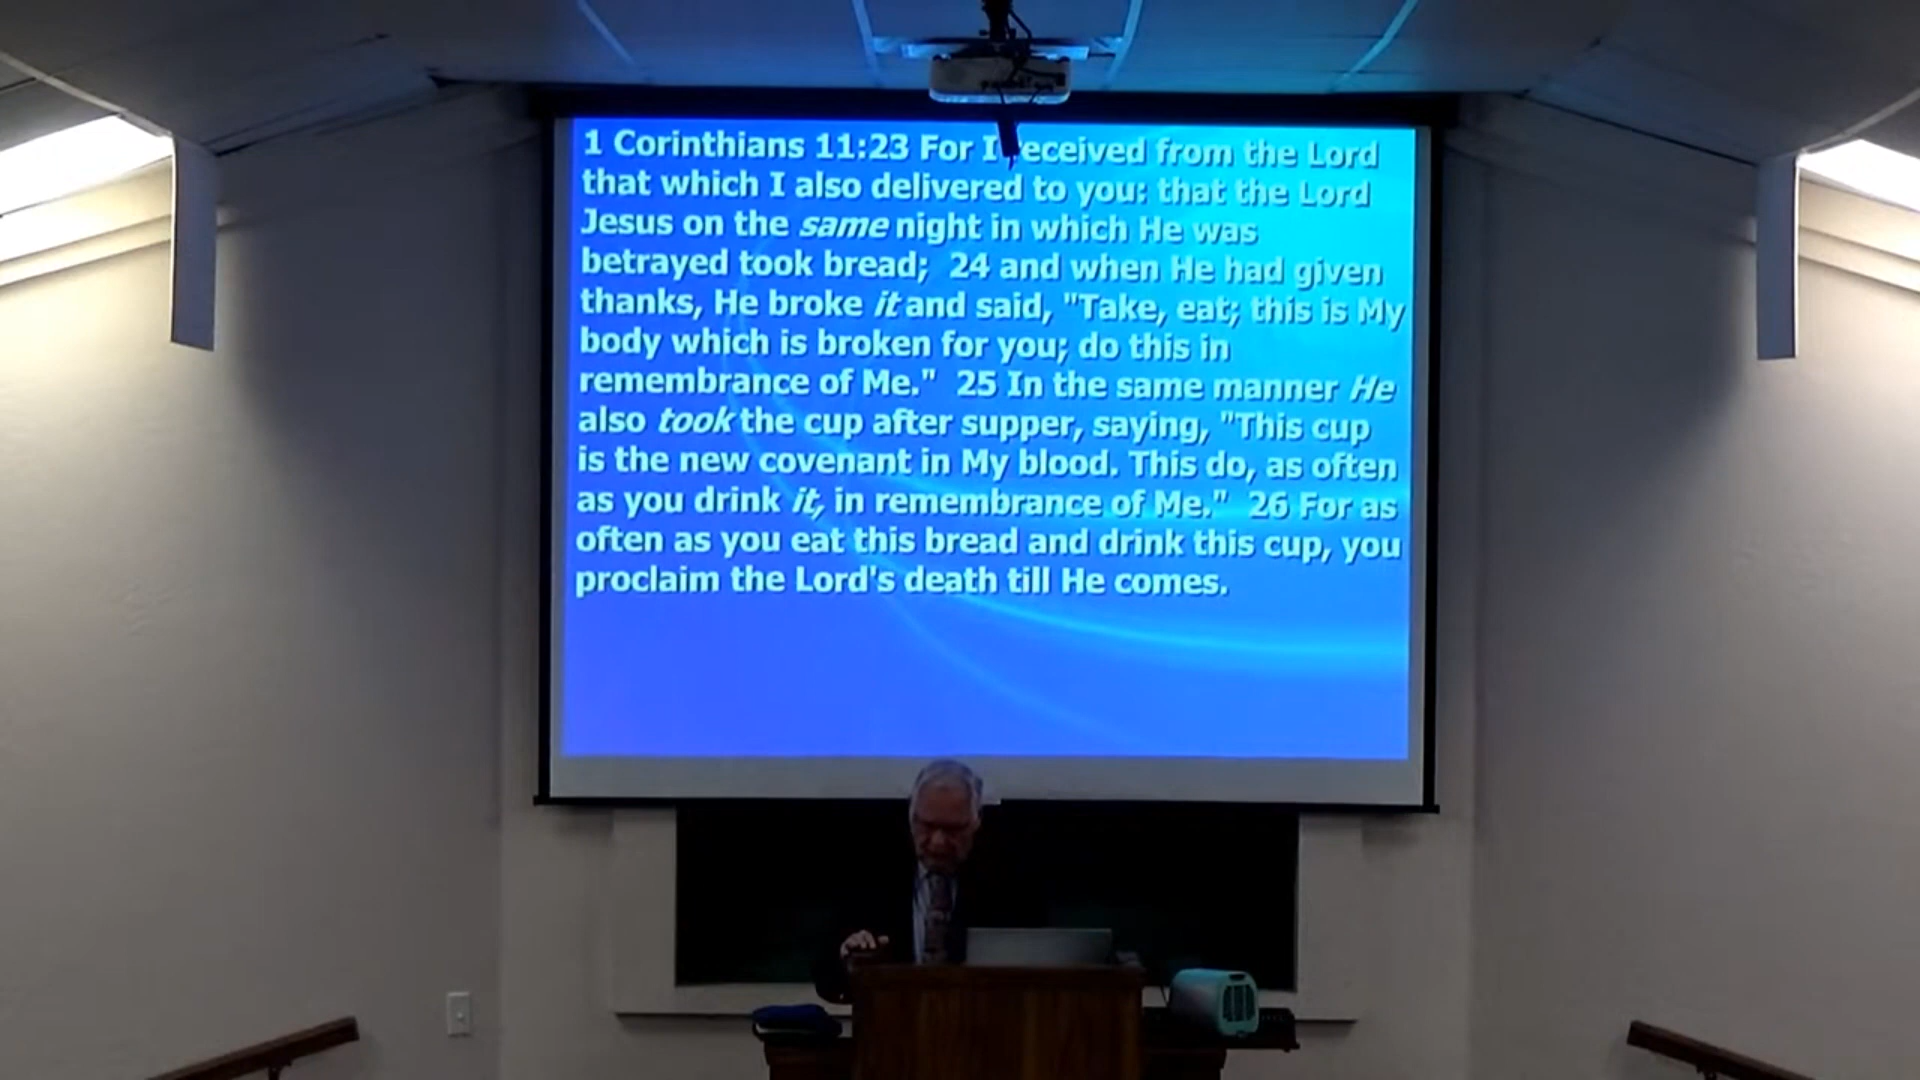 1 Corinthians 11:23 For I received from the Lord
that which I also delivered to you: that the Lord
Jesus on the same night in which He was
betrayed took bread; 24 and when He had given
thanks, He broke it and said, "Take, eat; this is My
body which is broken for you; do this in
remembrance of Me." 25 In the same manner He
also took the cup after supper, saying, "This cup
is the new covenant in My blood. This do, as often
as you drink it, in remembrance of Me." 26 For as
often as you eat this bread and drink this cup, you
proclaim the Lord's death till He comes.